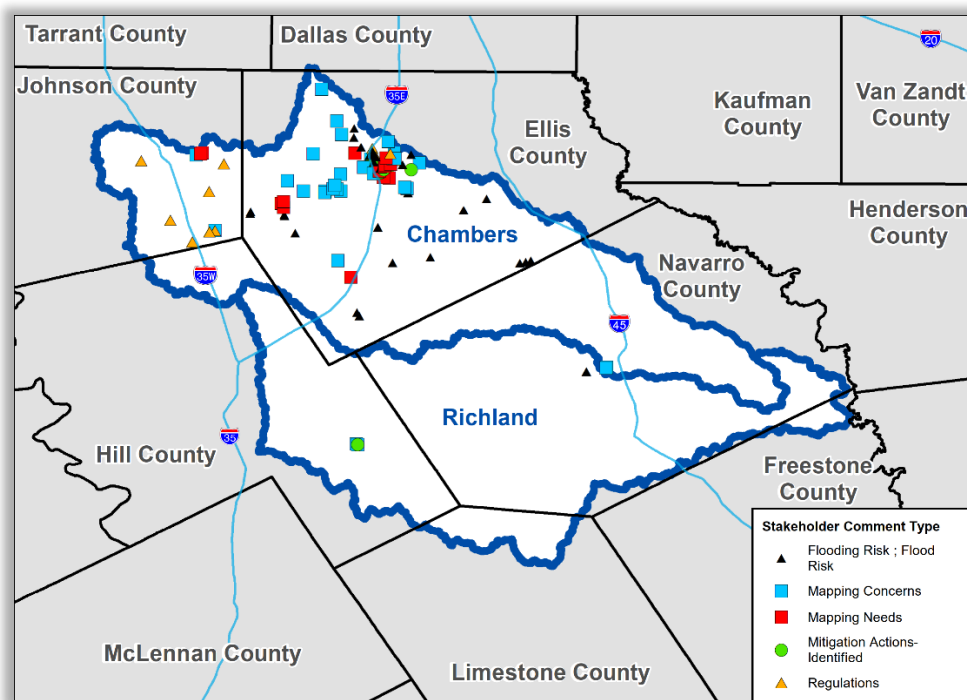 Tarrant County
Dallas County
20
Johnson County
35E
Kaufman
County
Van Zandt
County
Ellis
County
Henderson
County
Chambers
Navarro
County
35W
45
Richland
35
Hill County
Freestone
County
McLennan County
Limestone County
Stakeholder Comment Type
Flooding Risk ; Flood
Risk
Mapping Concerns
Mapping Needs
Mitigation Actions-
Identified
Regulations